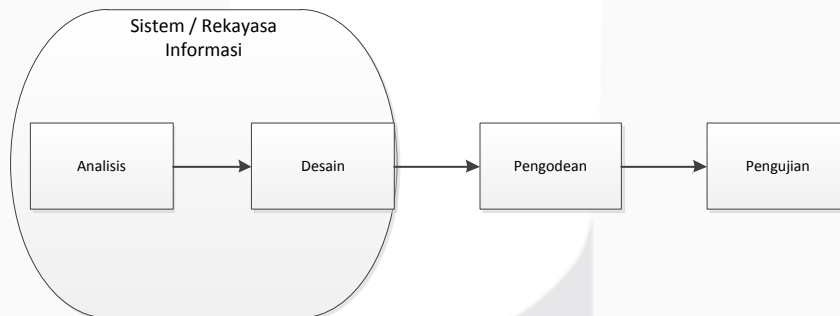 Sistem / Rekayasa
Informasi
Analisis
Desain
Pengodean
Pengujian